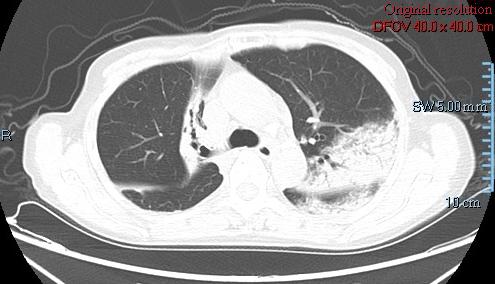 Original resolution
DFOV 40.0 x 40.0 cm
R
SW 5.00 mm
10 cm